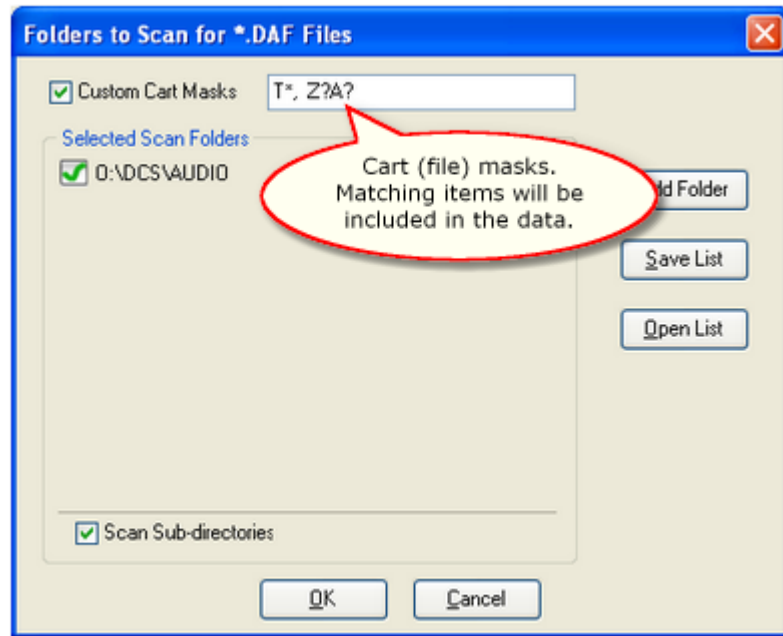 Folders to Scan for *.DAF Files
Custom Cart Masks
T*, Z?A?
Selected Scan Folders
O:\DCS\AUDIO
Cart (file) masks.
Matching items will be
included in the data.
Folder
Save List
Open List
Scan Sub-directories
OK
Cancel